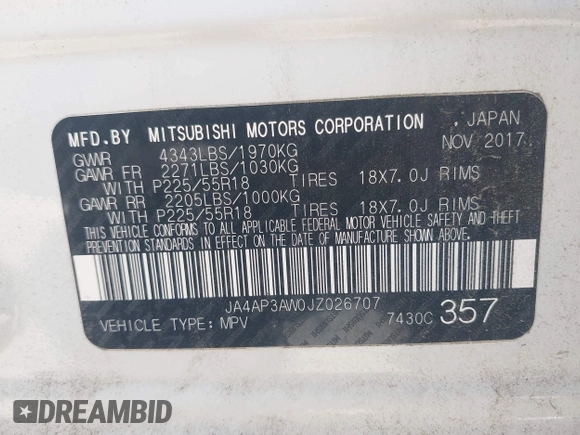 MFD.BY MITSUBISHI MOTORS CORPORATION , JAPAN
GVWR 4343LBS/1970KG NOV 2017
GAWR FR 2271LBS/1030KG
WITH P225/55R18 TIRES 18X7.0J RIMS
GAWR RR 2205LBS/1000KG
WITH P225/55R18 TIRES 18X7.0J RIMS
THIS VEHICLE CONFORMS TO ALL APPLICABLE FEDERAL MOTOR VEHICLE SAFETY AND THEFT
PREVENTION STANDARDS IN EFFECT ON THE DATE OF MANUFACTURE SHOWN ABOVE.
JA4AP3AW0JZ026707
VEHICLE TYPE: MPV 7430C 357
DREAMBID